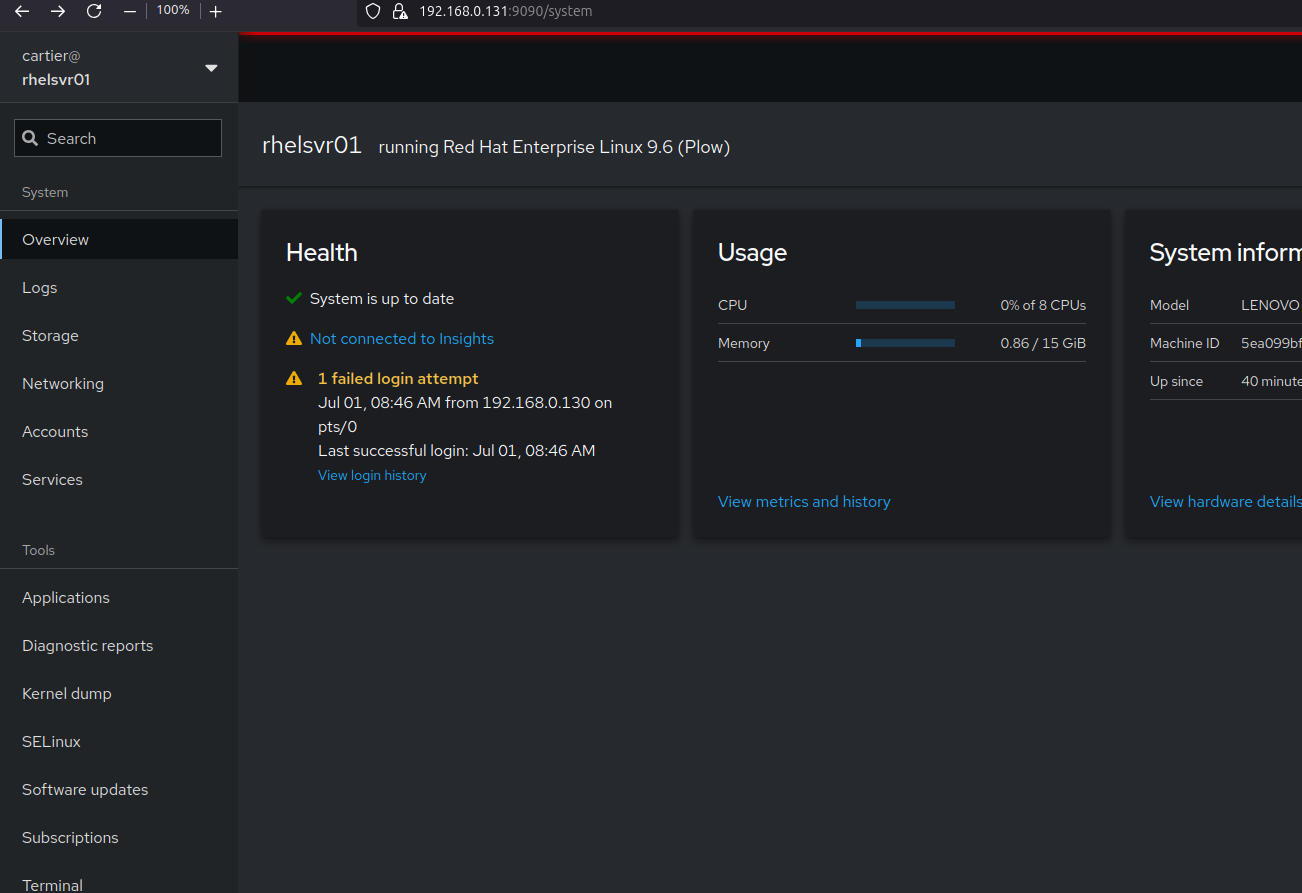 100%
192.168.0.131:9090/system
cartier@
rhelsvr01
Search
System
Overview
Logs
Storage
Networking
Accounts
Services
Tools
Applications
Diagnostic reports
Kernel dump
SELinux
Software updates
Subscriptions
Terminal
rhelsvr01 running Red Hat Enterprise Linux 9.6 (Plow)
Health
System is up to date
Not connected to Insights
1 failed login attempt
Jul 01, 08:46 AM from 192.168.0.130 on
pts/0
Last successful login: Jul 01, 08:46 AM
View login history
Usage
CPU 0% of 8 CPUs
Memory 0.86 / 15 GiB
View metrics and history
System inform
Model LENOVO
Machine ID 5ea099bf
Up since 40 minute
View hardware details